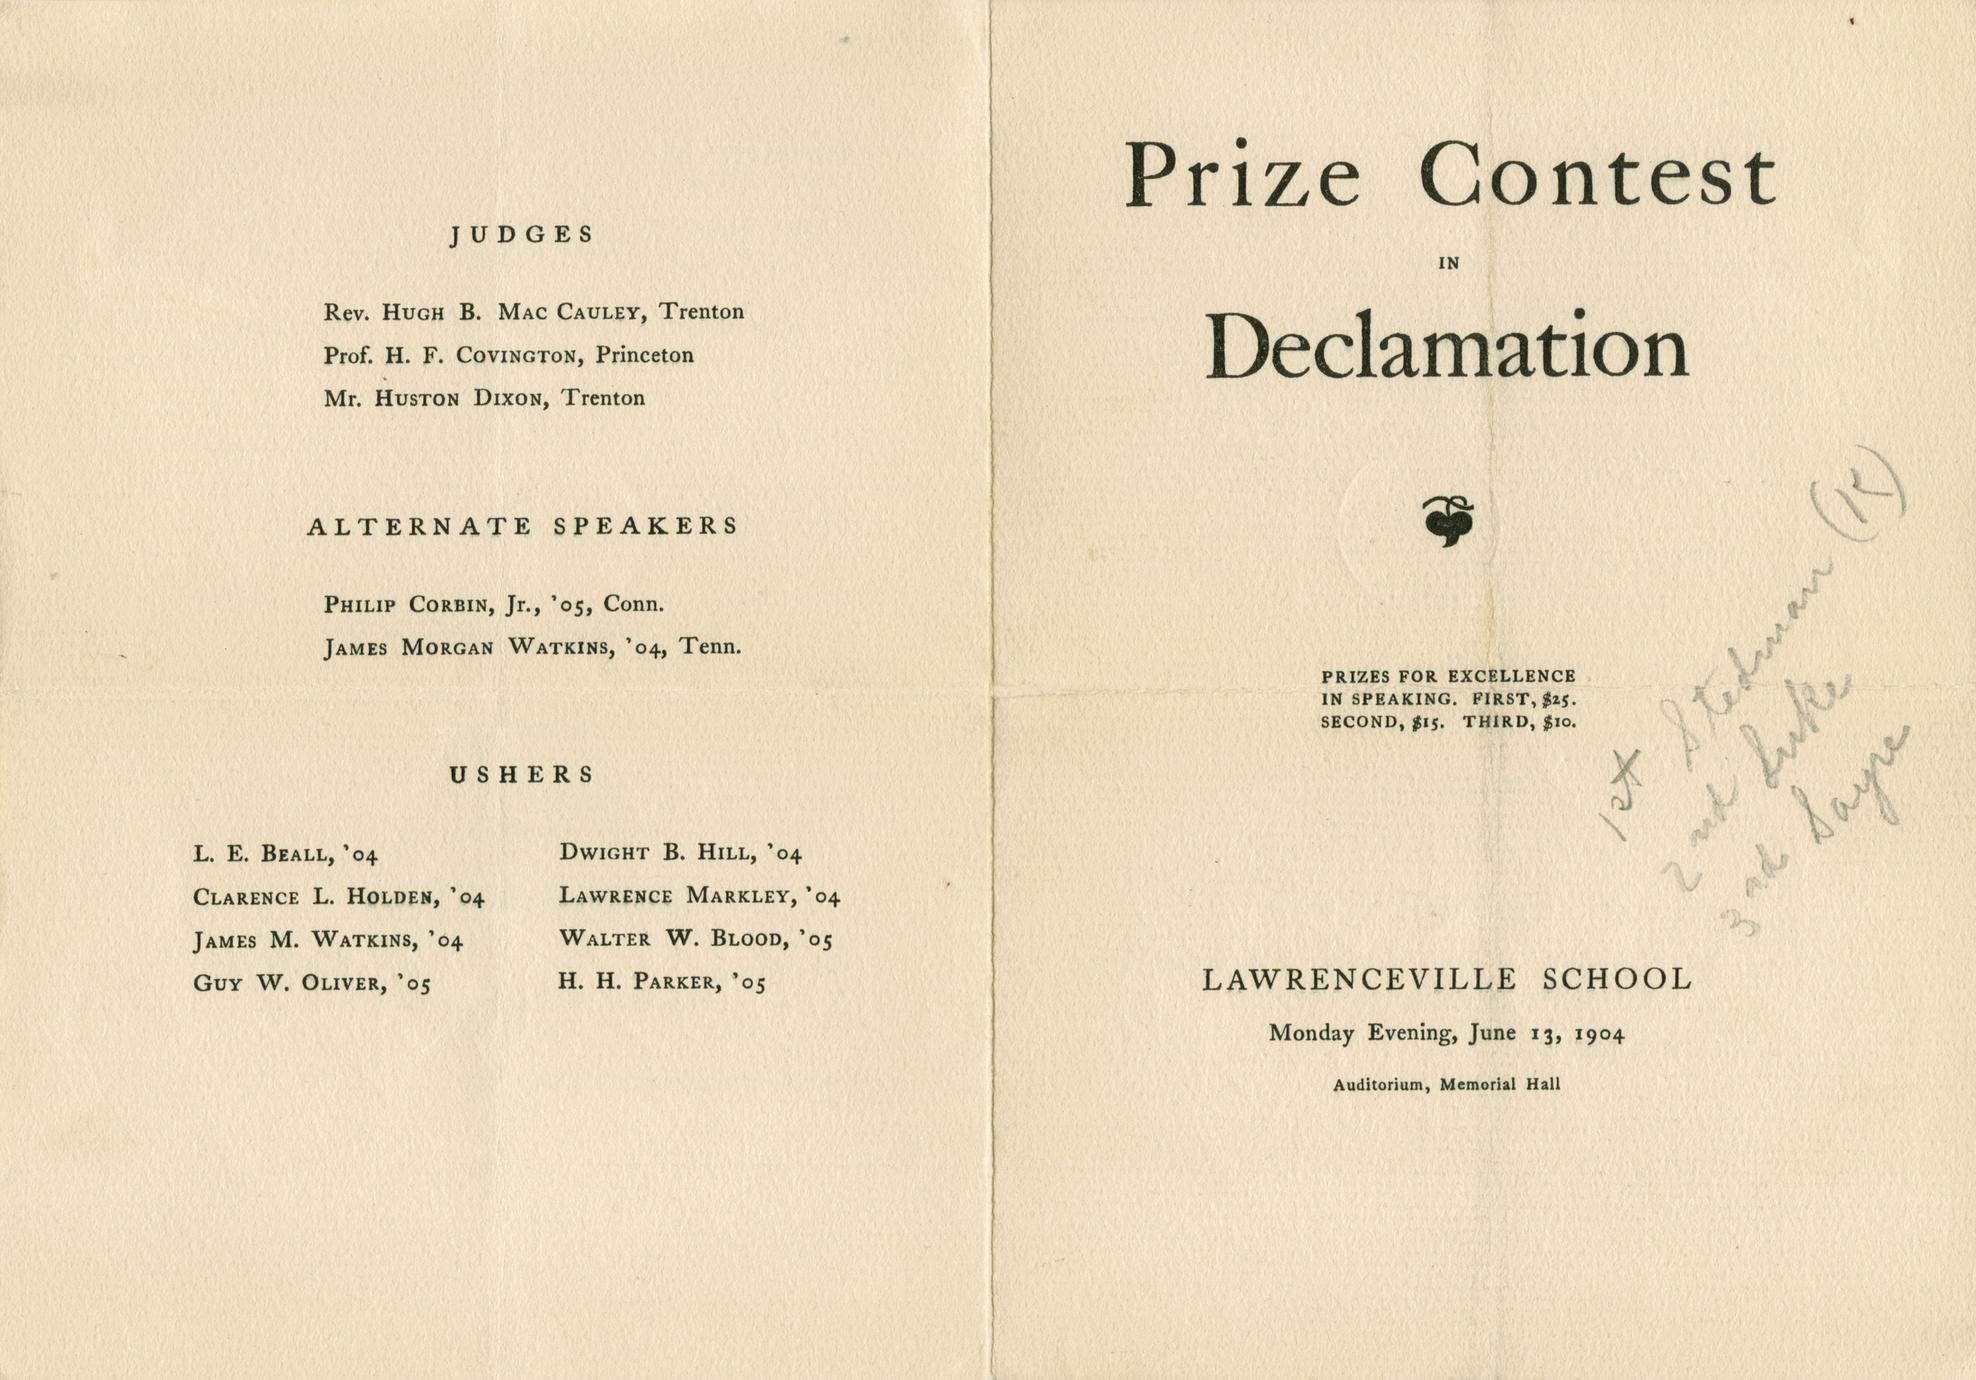 JUDGES
Rev. HUGH B. MAC CAULEY, Trenton
Prof. H. F. COVINGTON, Princeton
Mr. HUSTON DIXON, Trenton
ALTERNATE SPEAKERS
PHILIP CORBIN, Jr., '05, Conn.
JAMES MORGAN WATKINS, '04, Tenn.
USHERS
L. E. BEALL, '04
CLARENCE L. HOLDEN, '04
JAMES M. WATKINS, '04
GUY W. OLIVER, '05
DWIGHT B. HILL, '04
LAWRENCE MARKLEY, '04
WALTER W. BLOOD, '05
H. H. PARKER, '05
Prize Contest
IN
Declamation
PRIZES FOR EXCELLENCE
IN SPEAKING. FIRST, $25.
SECOND, $15. THIRD, $10.
1st Stedman (K)
2nd Luke
3rd Sayre
LAWRENCEVILLE SCHOOL
Monday Evening, June 13, 1904
Auditorium, Memorial Hall